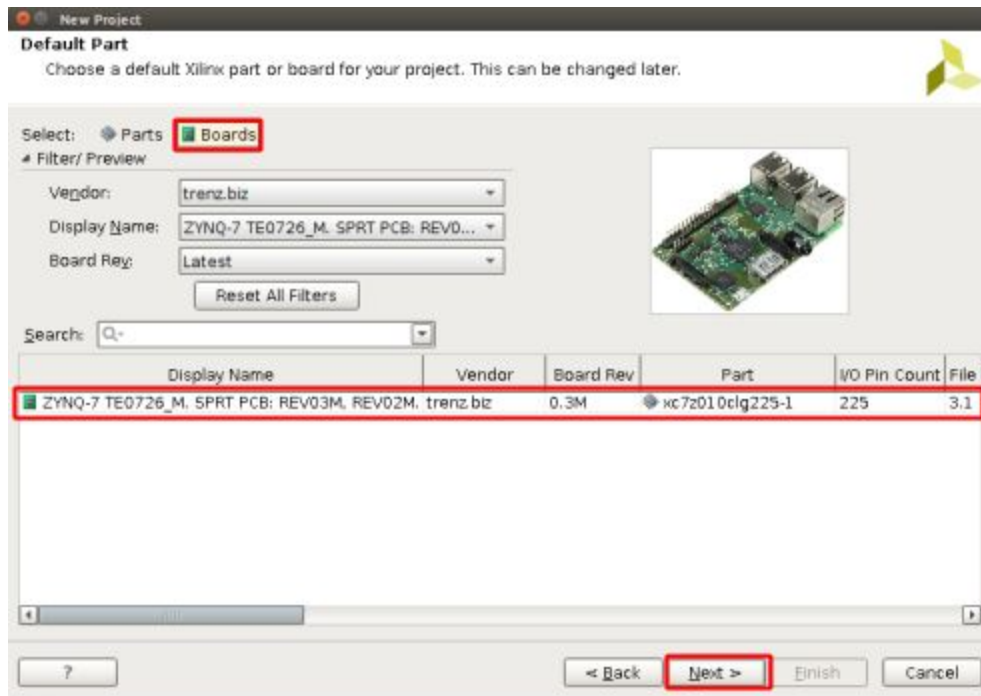 New Project
Default Part
Choose a default Xilinx part or board for your project. This can be changed later.
Select: Parts Boards
Filter/ Preview
Vendor: trenz.biz
Display Name: ZYNQ-7 TE0726_M. SPRT PCB: REV0...
Board Rev: Latest
Reset All Filters
Search:
Display Name Vendor Board Rev Part I/O Pin Count File
ZYNQ-7 TE0726_M. SPRT PCB: REV03M, REV02M. trenz.biz 0.3M xc7z010clg225-1 225 3.1
? < Back Next > Finish Cancel